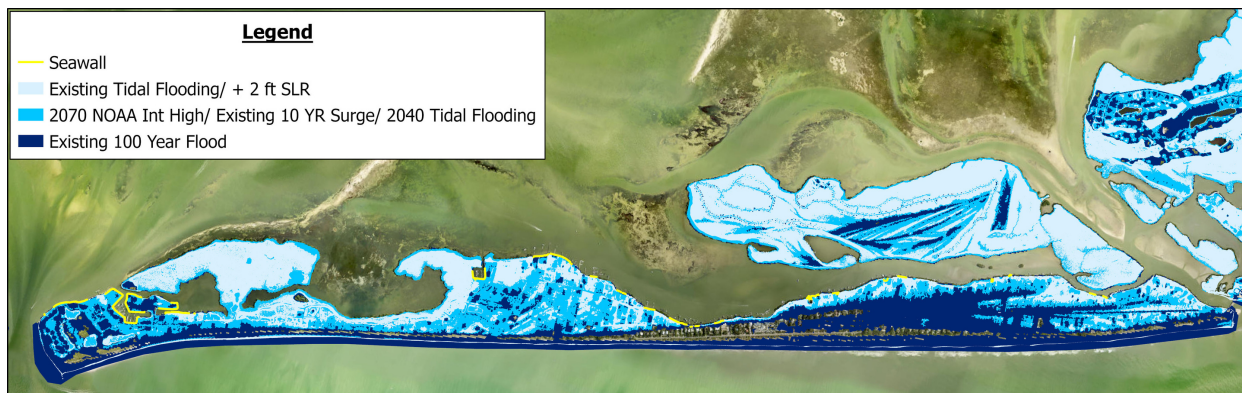 Legend
Seawall
Existing Tidal Flooding/ + 2 ft SLR
2070 NOAA Int High/ Existing 10 YR Surge/ 2040 Tidal Flooding
Existing 100 Year Flood